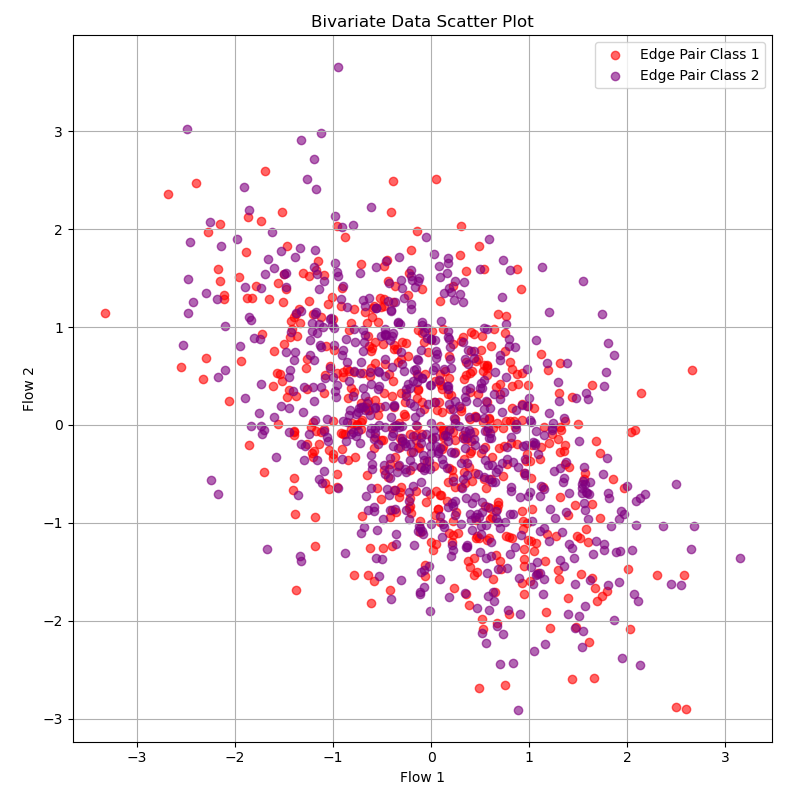 Bivariate Data Scatter Plot
Edge Pair Class 1
Edge Pair Class 2
Flow 2
3
2
1
0
−1
−2
−3
−3 −2 −1 0 1 2 3
Flow 1